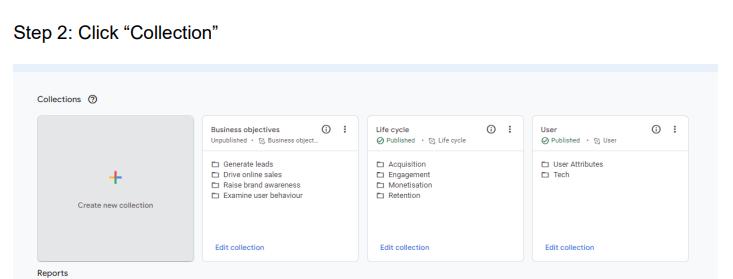 Step 2: Click “Collection”
Collections
Create new collection
Business objectives
Unpublished • Business object...
Generate leads
Drive online sales
Raise brand awareness
Examine user behaviour
Edit collection
Life cycle
Published • Life cycle
Acquisition
Engagement
Monetisation
Retention
Edit collection
User
Published • User
User Attributes
Tech
Edit collection
Reports